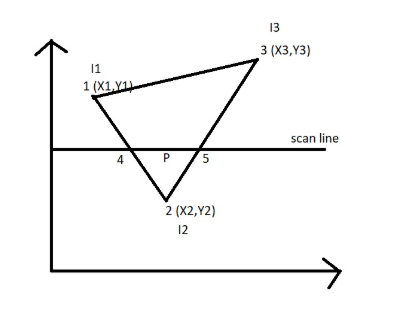 I3
3 (X3,Y3)
I1
1 (X1,Y1)
scan line
4 P 5
2 (X2,Y2)
I2